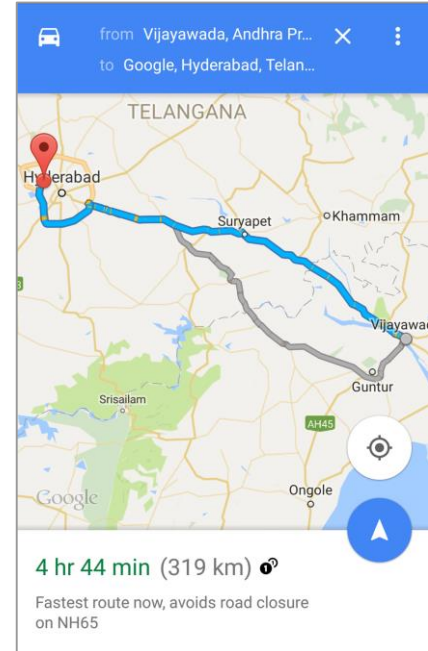 from Vijayawada, Andhra Pr...
to Google, Hyderabad, Telan...
TELANGANA
Hyderabad
Suryapet
Khammam
Vijayawad
Guntur
Srisailam
AH45
Ongole
Google
4 hr 44 min (319 km)
Fastest route now, avoids road closure
on NH65